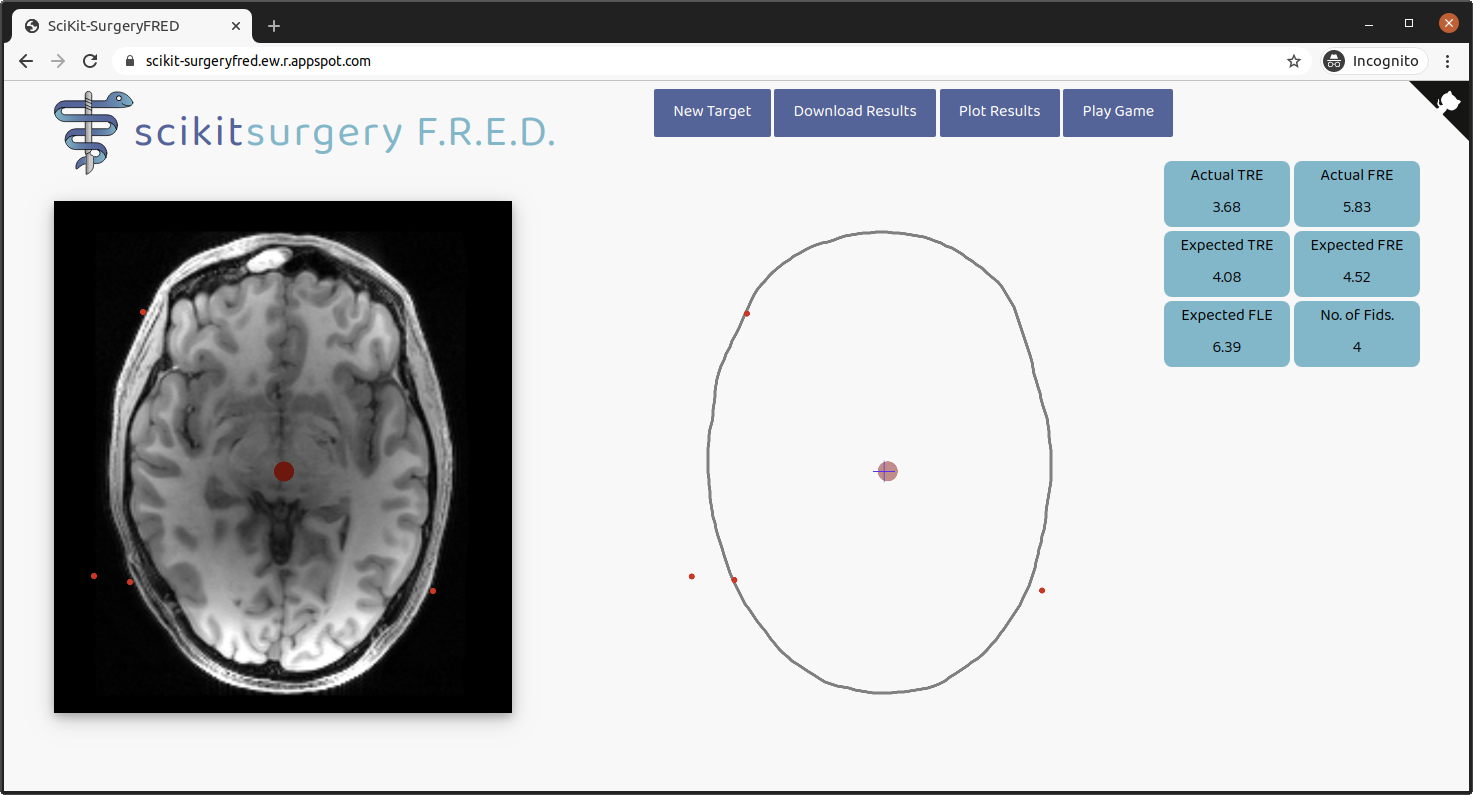 SciKit-SurgeryFRED
scikit-surgeryfred.ew.r.appspot.com
Incognito
scikitsurgery F.R.E.D.
New Target
Download Results
Plot Results
Play Game
Actual TRE
3.68
Actual FRE
5.83
Expected TRE
4.08
Expected FRE
4.52
Expected FLE
6.39
No. of Fids.
4